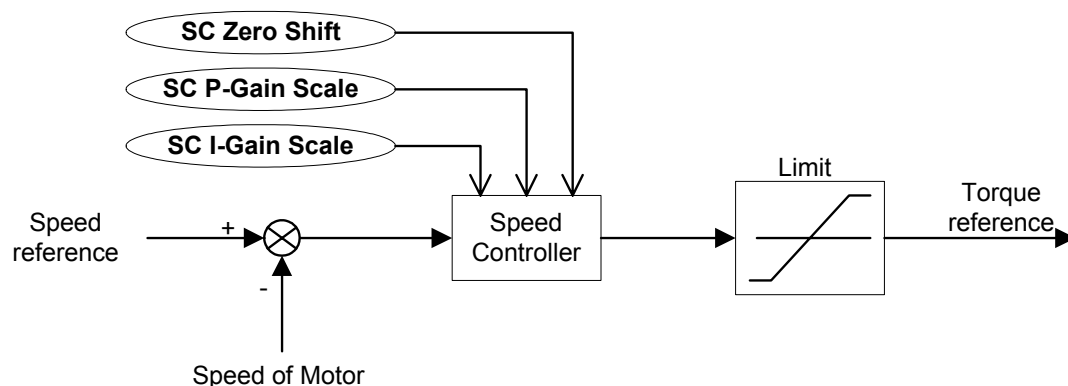 SC Zero Shift
SC P-Gain Scale
SC I-Gain Scale
Limit
Speed
reference
+
-
Speed
Controller
Torque
reference
Speed of Motor